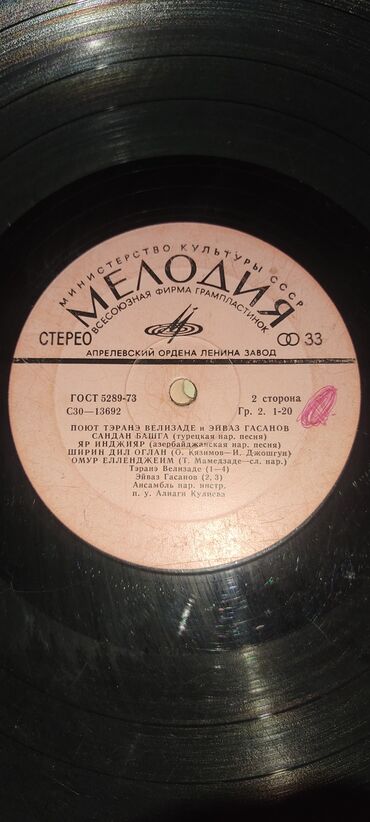 МИНИСТЕРСТВО КУЛЬТУРЫ СССР
МЕЛОДИЯ
ВСЕСОЮЗНАЯ ФИРМА ГРАМПЛАСТИНОК
СТЕРЕО 33
АПРЕЛЕВСКИЙ ОРДЕНА ЛЕНИНА ЗАВОД
ГОСТ 5289-73 2 сторона
С30—13692 Гр. 2. 1-20
ПОЮТ ТЭРАНЭ ВЕЛИЗАДЕ и ЭЙВАЗ ГАСАНОВ
САНДАН БАШГА (турецкая нар. песня)
ЯР ИНДЖИЯР (азербайджанская нар. песня)
ШИРИН ДИЛ ОГЛАН (О. Кязимов—И. Джошгун)
ОМУР ЕЛЛЕНДЖЕИМ (Т. Мамедзаде—сл. нар.)
Тэранэ Велизаде (1—4)
Эйваз Гасанов (2, 3)
Ансамбль нар. инстр.
п. у. Алиаги Кулиева